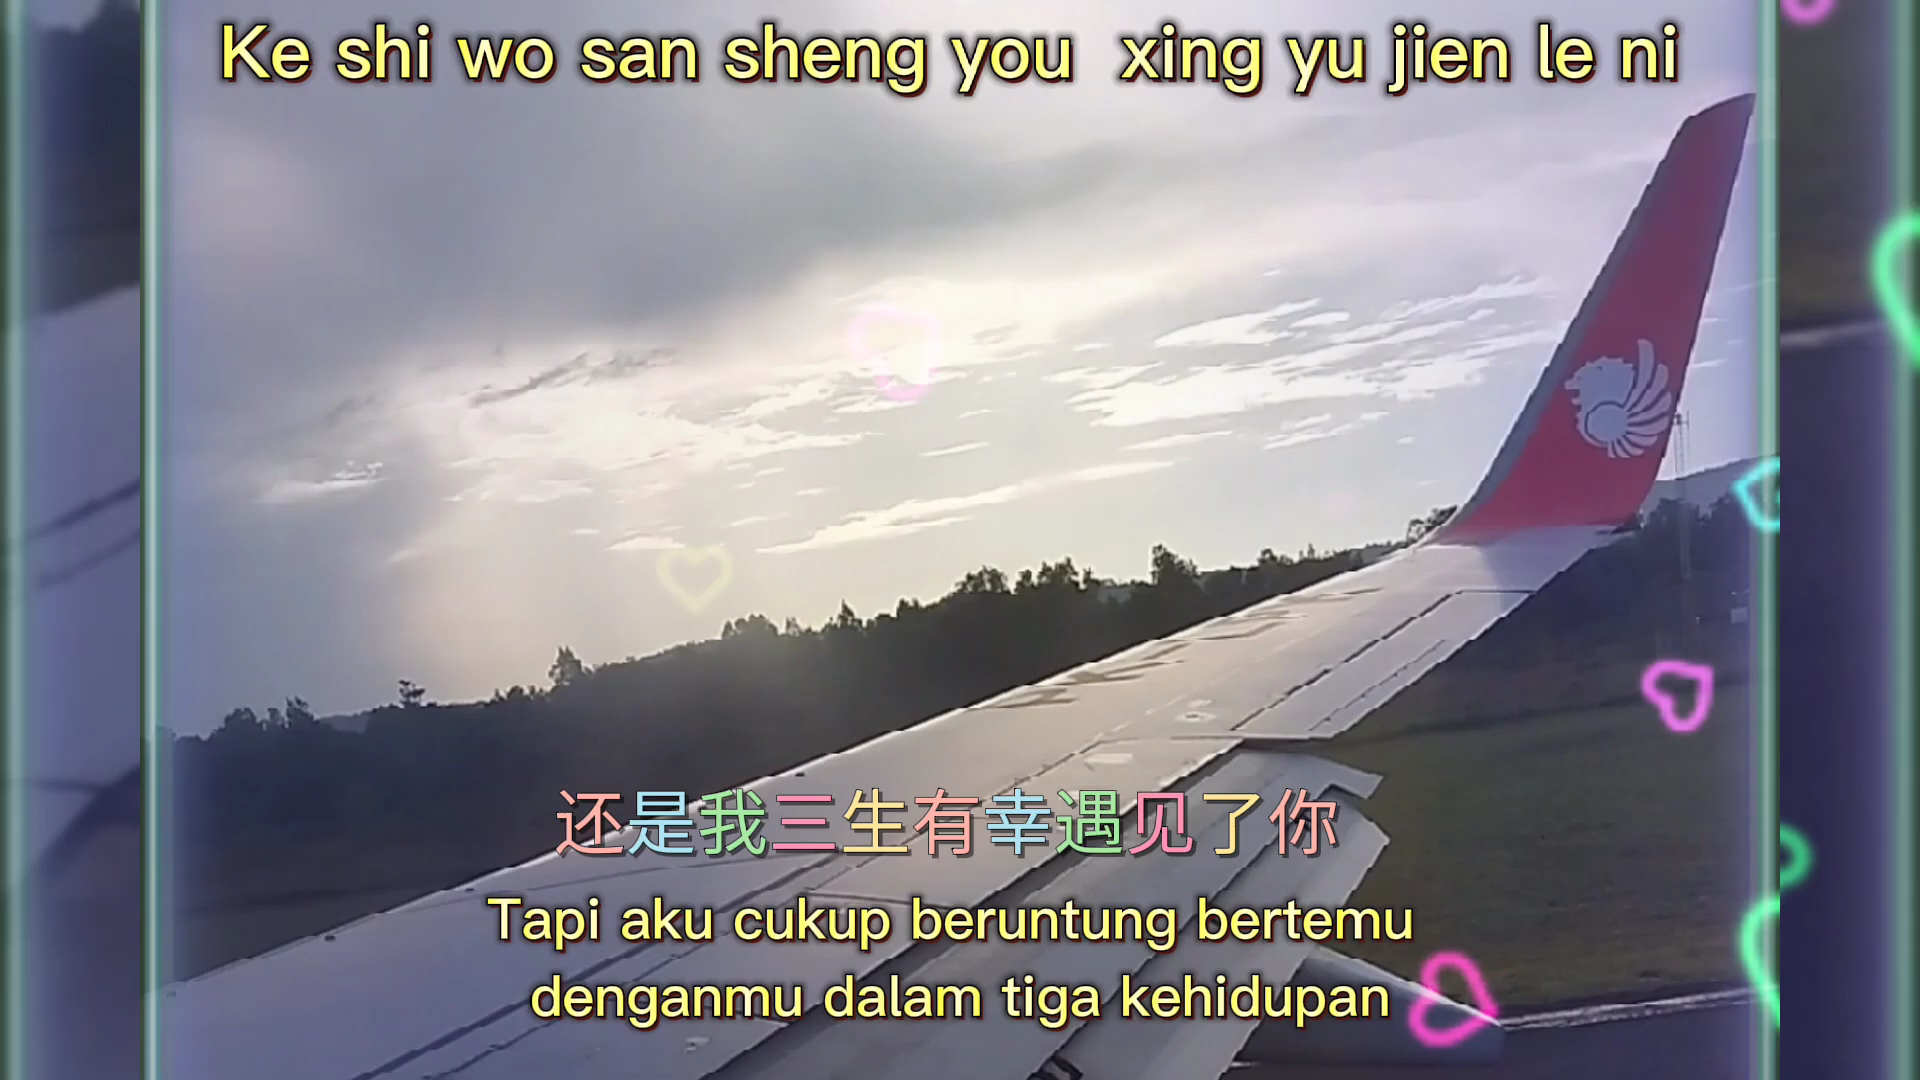 Ke shi wo san sheng you xing yu jien le ni
还是我三生有幸遇见了你
Tapi aku cukup beruntung bertemu
denganmu dalam tiga kehidupan